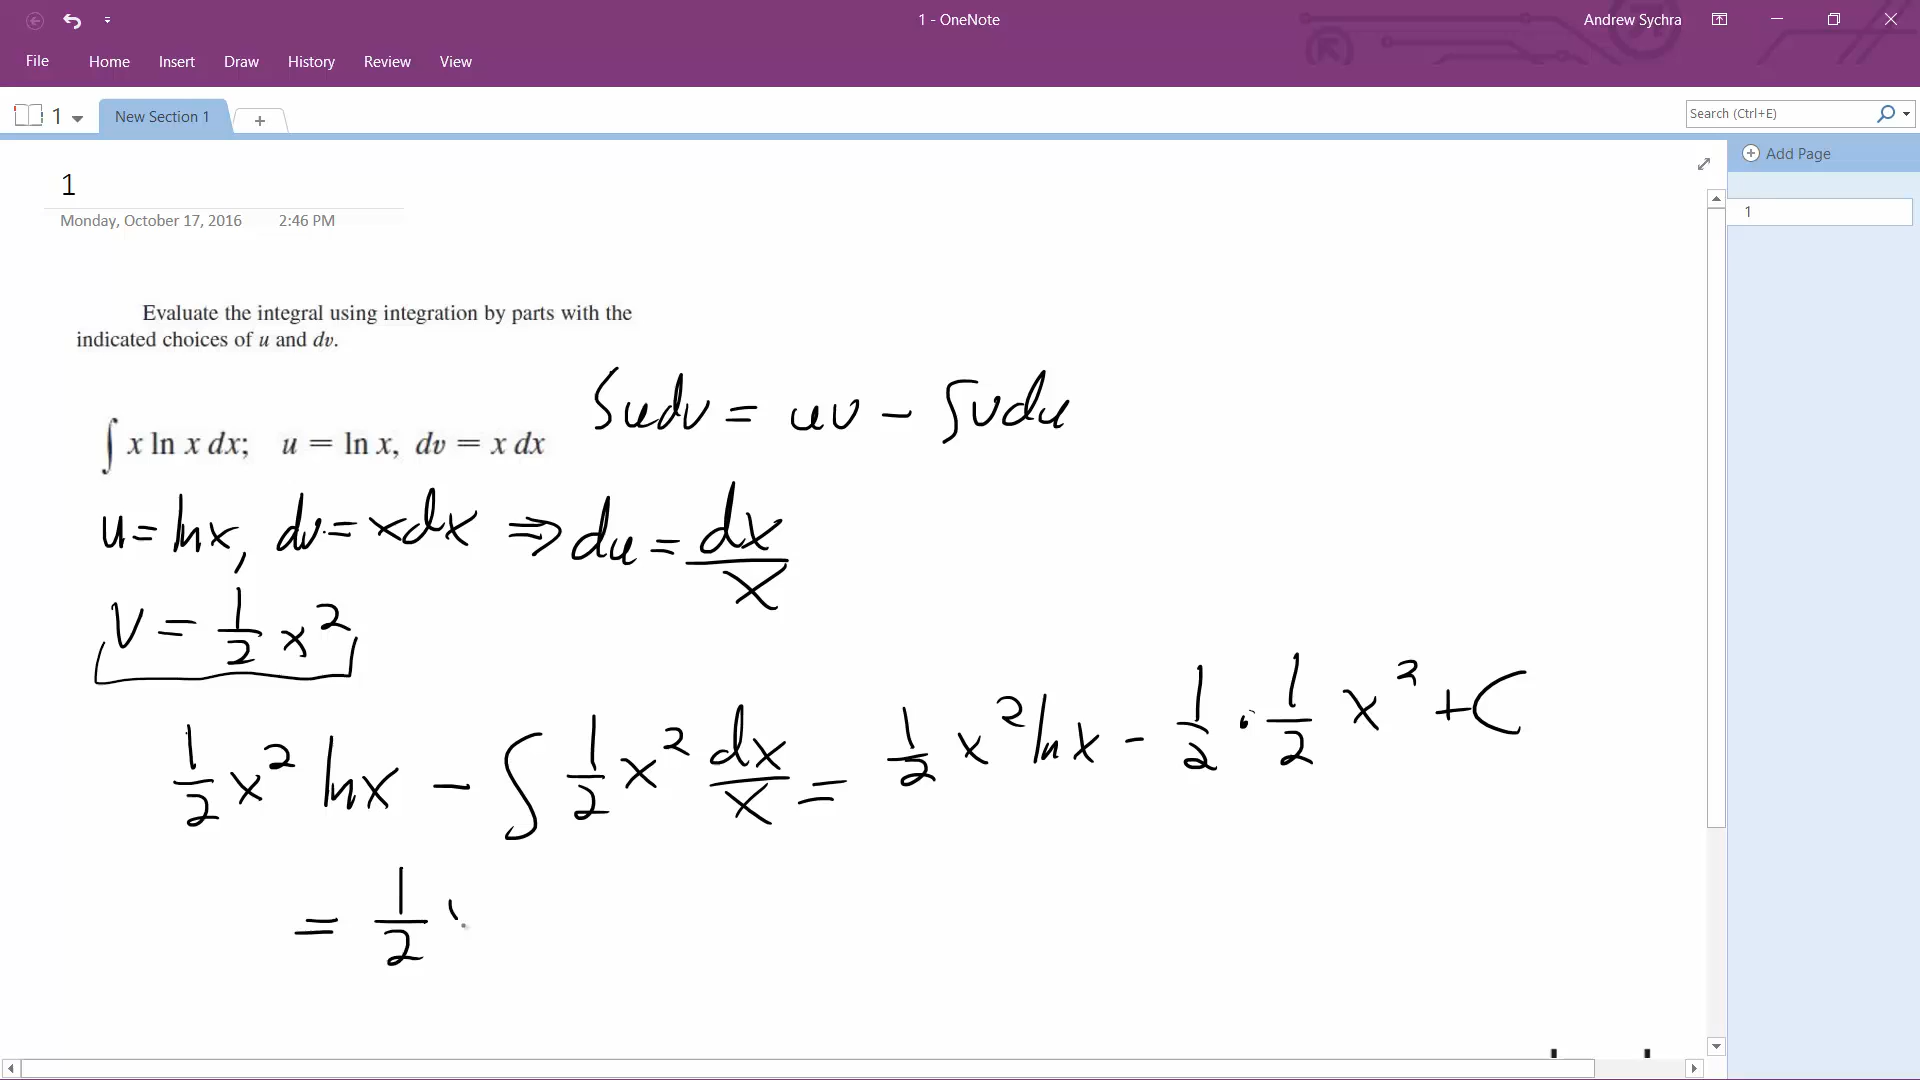 1 - OneNote
Andrew Sychra
File Home Insert Draw History Review View
1 New Section 1 +
Search (Ctrl+E)
Add Page
1
1
Monday, October 17, 2016 2:46 PM
Evaluate the integral using integration by parts with the
indicated choices of u and dv.
∫udv = uv - ∫vdu
∫ x ln x dx; u = ln x, dv = x dx
u = lnx, dv = xdx ⇒ du = dx/x
V = 1/2 x²
1/2 x² lnx - ∫ 1/2 x² dx/x = 1/2 x² lnx - 1/2 · 1/2 x² + C
= 1/2